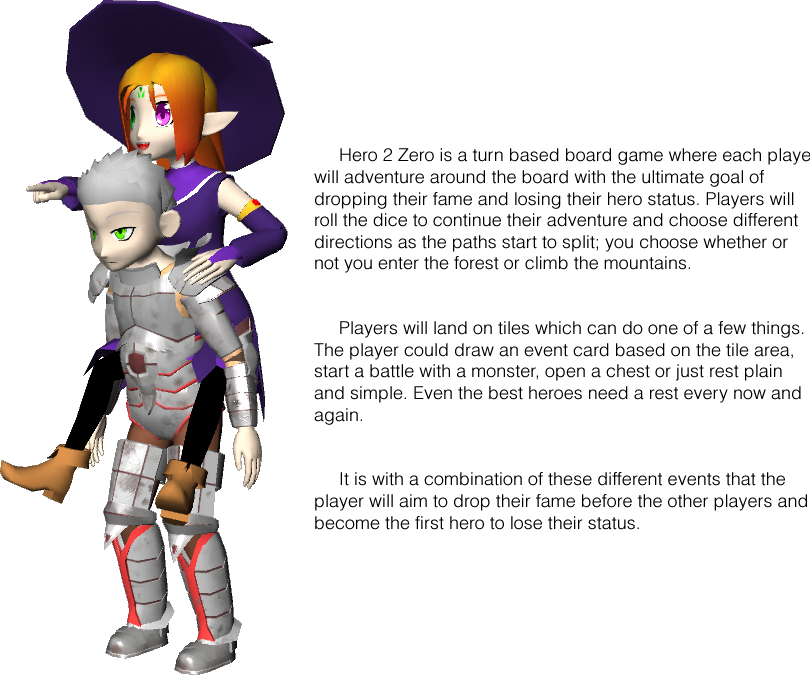 Hero 2 Zero is a turn based board game where each playe
will adventure around the board with the ultimate goal of
dropping their fame and losing their hero status. Players will
roll the dice to continue their adventure and choose different
directions as the paths start to split; you choose whether or
not you enter the forest or climb the mountains.
Players will land on tiles which can do one of a few things.
The player could draw an event card based on the tile area,
start a battle with a monster, open a chest or just rest plain
and simple. Even the best heroes need a rest every now and
again.
It is with a combination of these different events that the
player will aim to drop their fame before the other players and
become the first hero to lose their status.